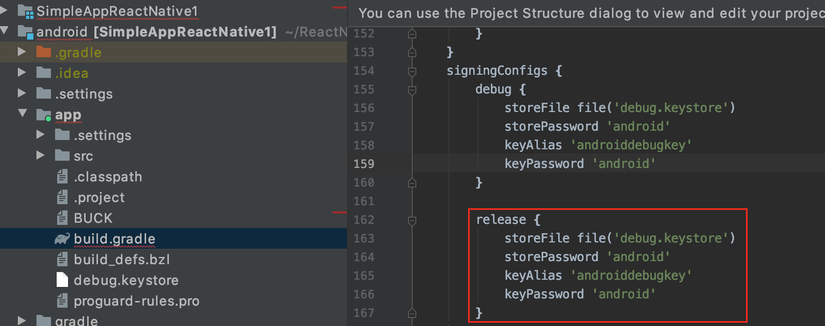 SimpleAppReactNative1
android [SimpleAppReactNative1] ~/ReactN
.gradle
.idea
.settings
app
.settings
src
.classpath
.project
BUCK
build.gradle
build_defs.bzl
debug.keystore
proguard-rules.pro
gradle
You can use the Project Structure dialog to view and edit your projec
152 }
153 }
154 signingConfigs {
155 debug {
156 storeFile file('debug.keystore')
157 storePassword 'android'
158 keyAlias 'androiddebugkey'
159 keyPassword 'android'
160 }
161
162 release {
163 storeFile file('debug.keystore')
164 storePassword 'android'
165 keyAlias 'androiddebugkey'
166 keyPassword 'android'
167 }